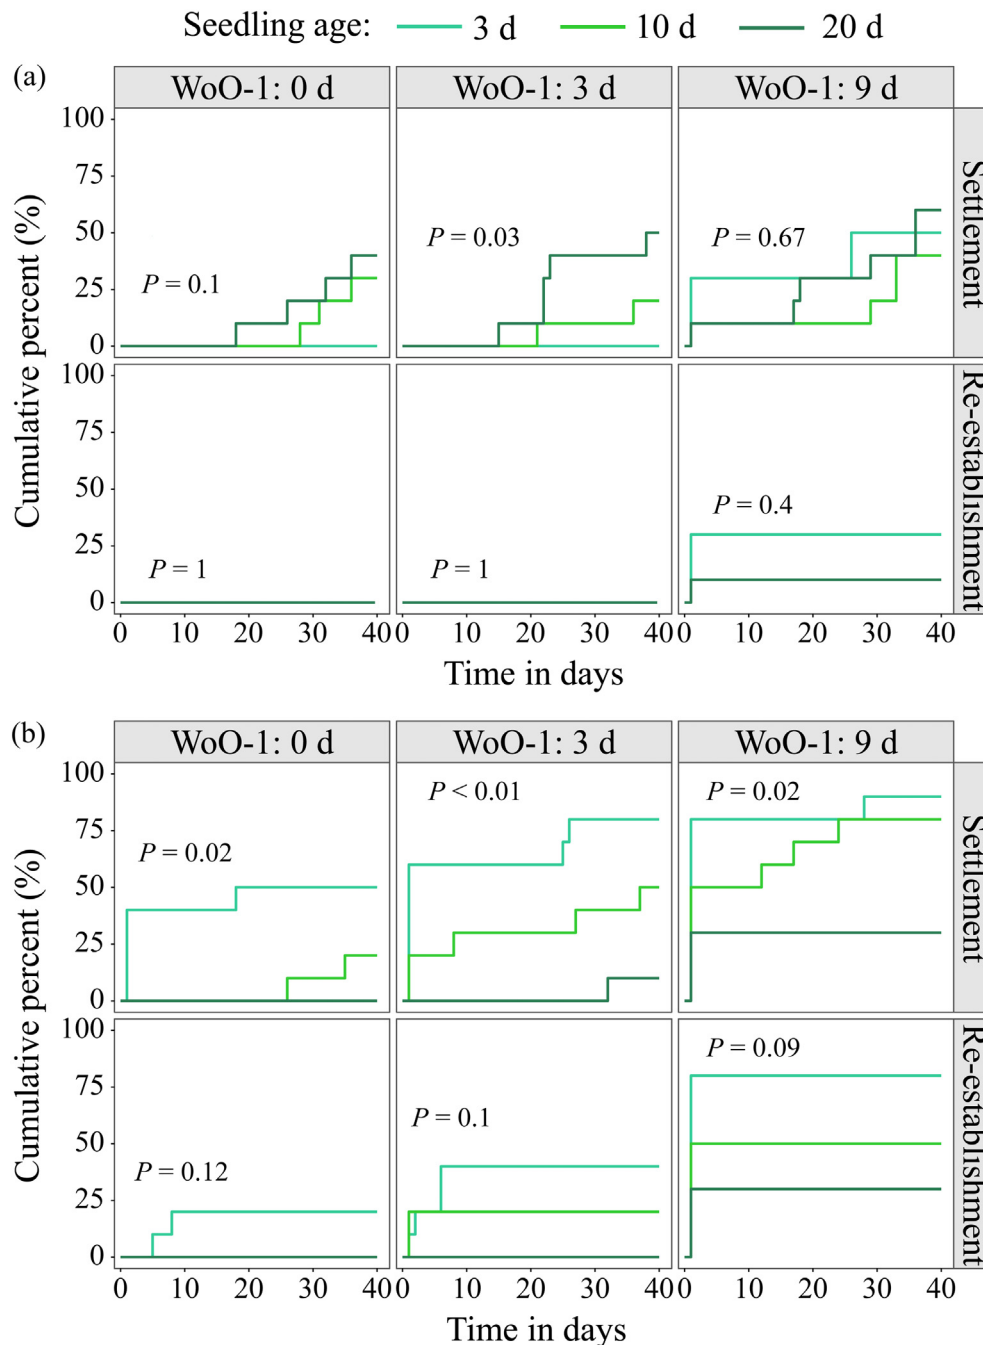 Seedling age: 3 d 10 d 20 d
(a)
WoO-1: 0 d WoO-1: 3 d WoO-1: 9 d
Cumulative percent (%)
100
75
50
25
0
P = 0.1
P = 0.03
P = 0.67
Settlement
100
75
50
25
0
P = 1
P = 1
P = 0.4
Re-establishment
0 10 20 30 40 0 10 20 30 40 0 10 20 30 40
Time in days
(b)
WoO-1: 0 d WoO-1: 3 d WoO-1: 9 d
Cumulative percent (%)
100
75
50
25
0
P = 0.02
P < 0.01
P = 0.02
Settlement
100
75
50
25
0
P = 0.12
P = 0.1
P = 0.09
Re-establishment
0 10 20 30 40 0 10 20 30 40 0 10 20 30 40
Time in days